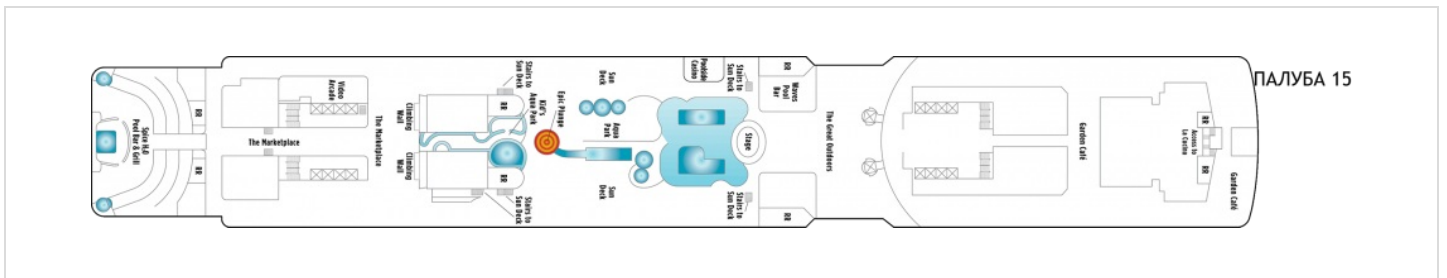 Spice H2O
Pool Bar & Grill
RR
RR
Video
Arcade
The Marketplace
The Marketplace
Climbing
Wall
Climbing
Wall
Stairs to
Sun Deck
RR
Kid's
Aqua Park
Epic Plunge
RR
Stairs to
Sun Deck
Sun
Deck
Aqua
Park
Sun
Deck
Poolside
Casino
Stairs to
Sun Deck
Stage
Stairs to
Sun Deck
RR
Waves
Pool
Bar
RR
The Great Outdoors
Garden Café
RR
Access to
La Cucina
RR
Garden Café
ПАЛУБА 15